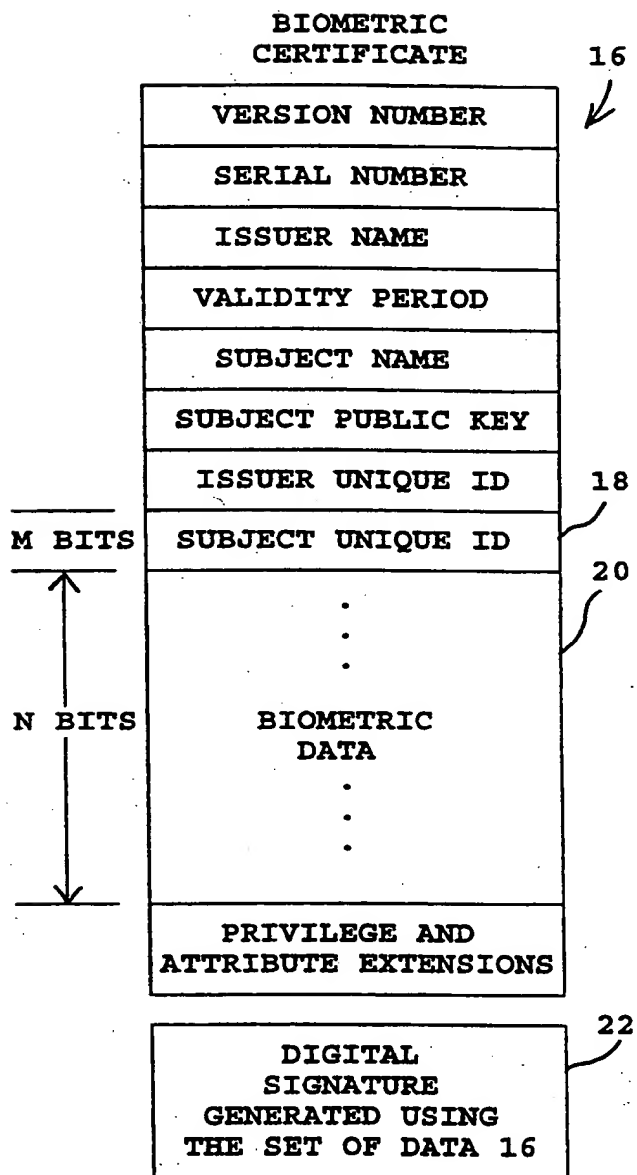 BIOMETRIC
CERTIFICATE
16
VERSION NUMBER
SERIAL NUMBER
ISSUER NAME
VALIDITY PERIOD
SUBJECT NAME
SUBJECT PUBLIC KEY
ISSUER UNIQUE ID
18
M BITS
SUBJECT UNIQUE ID
20
N BITS
BIOMETRIC
DATA
PRIVILEGE AND
ATTRIBUTE EXTENSIONS
22
DIGITAL
SIGNATURE
GENERATED USING
THE SET OF DATA 16